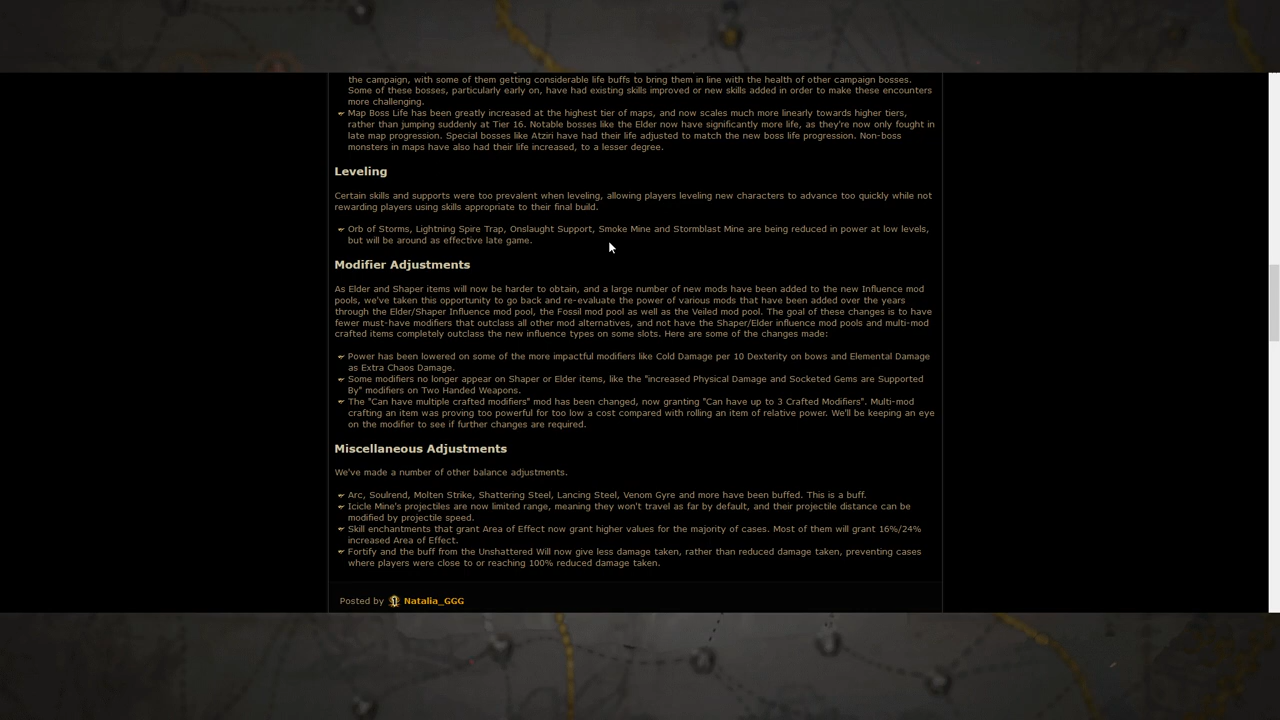 the campaign, with some of them getting considerable life buffs to bring them in line with the health of other campaign bosses.
Some of these bosses, particularly early on, have had existing skills improved or new skills added in order to make these encounters
more challenging.
Map Boss Life has been greatly increased at the highest tier of maps, and now scales much more linearly towards higher tiers,
rather than jumping suddenly at Tier 16. Notable bosses like the Elder now have significantly more life, as they're now only fought in
late map progression. Special bosses like Atziri have had their life adjusted to match the new boss life progression. Non-boss
monsters in maps have also had their life increased, to a lesser degree.
Leveling
Certain skills and supports were too prevalent when leveling, allowing players leveling new characters to advance too quickly while not
rewarding players using skills appropriate to their final build.
Orb of Storms, Lightning Spire Trap, Onslaught Support, Smoke Mine and Stormblast Mine are being reduced in power at low levels,
but will be around as effective late game.
Modifier Adjustments
As Elder and Shaper items will now be harder to obtain, and a large number of new mods have been added to the new Influence mod
pools, we've taken this opportunity to go back and re-evaluate the power of various mods that have been added over the years
through the Elder/Shaper Influence mod pool, the Fossil mod pool as well as the Veiled mod pool. The goal of these changes is to have
fewer must-have modifiers that outclass all other mod alternatives, and not have the Shaper/Elder influence mod pools and multi-mod
crafted items completely outclass the new influence types on some slots. Here are some of the changes made:
Power has been lowered on some of the more impactful modifiers like Cold Damage per 10 Dexterity on bows and Elemental Damage
as Extra Chaos Damage.
Some modifiers no longer appear on Shaper or Elder items, like the "increased Physical Damage and Socketed Gems are Supported
By" modifiers on Two Handed Weapons.
The "Can have multiple crafted modifiers" mod has been changed, now granting "Can have up to 3 Crafted Modifiers". Multi-mod
crafting an item was proving too powerful for too low a cost compared with rolling an item of relative power. We'll be keeping an eye
on the modifier to see if further changes are required.
Miscellaneous Adjustments
We've made a number of other balance adjustments.
Arc, Soulrend, Molten Strike, Shattering Steel, Lancing Steel, Venom Gyre and more have been buffed. This is a buff.
Icicle Mine's projectiles are now limited range, meaning they won't travel as far by default, and their projectile distance can be
modified by projectile speed.
Skill enchantments that grant Area of Effect now grant higher values for the majority of cases. Most of them will grant 16%/24%
increased Area of Effect.
Fortify and the buff from the Unshattered Will now give less damage taken, rather than reduced damage taken, preventing cases
where players were close to or reaching 100% reduced damage taken.
Posted by Natalia_GGG